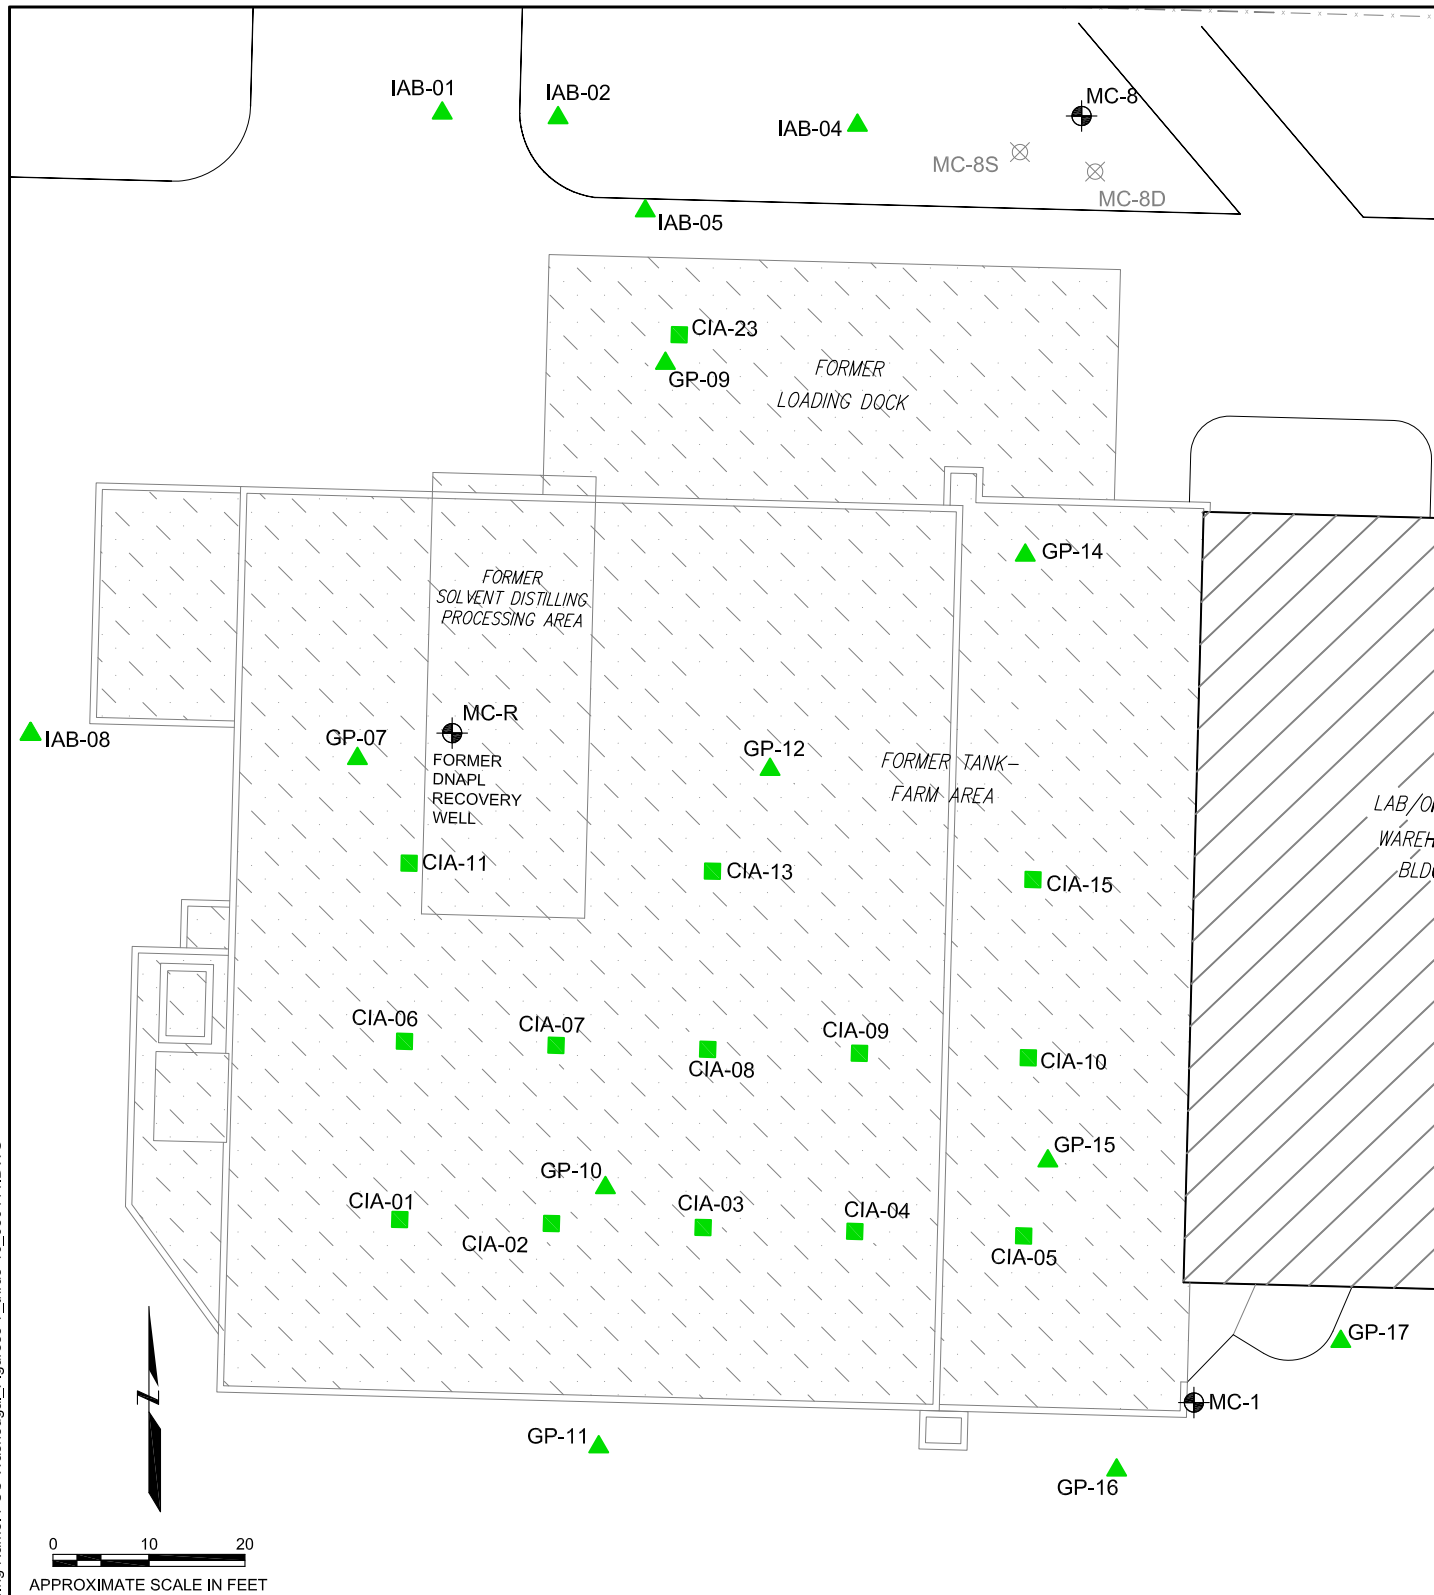 IAB-01
IAB-02
IAB-04
MC-8
MC-8S
MC-8D
IAB-05
CIA-23
GP-09
FORMER
LOADING DOCK
GP-14
FORMER
SOLVENT DISTILLING
PROCESSING AREA
IAB-08
GP-07
MC-R
FORMER
DNAPL
RECOVERY
WELL
GP-12
FORMER TANK-
FARM AREA
LAB/
WAREH
BLD
CIA-11
CIA-13
CIA-15
CIA-06
CIA-07
CIA-08
CIA-09
CIA-10
GP-15
GP-10
CIA-01
CIA-02
CIA-03
CIA-04
CIA-05
GP-17
MC-1
GP-11
GP-16
Z
0 10 20
APPROXIMATE SCALE IN FEET